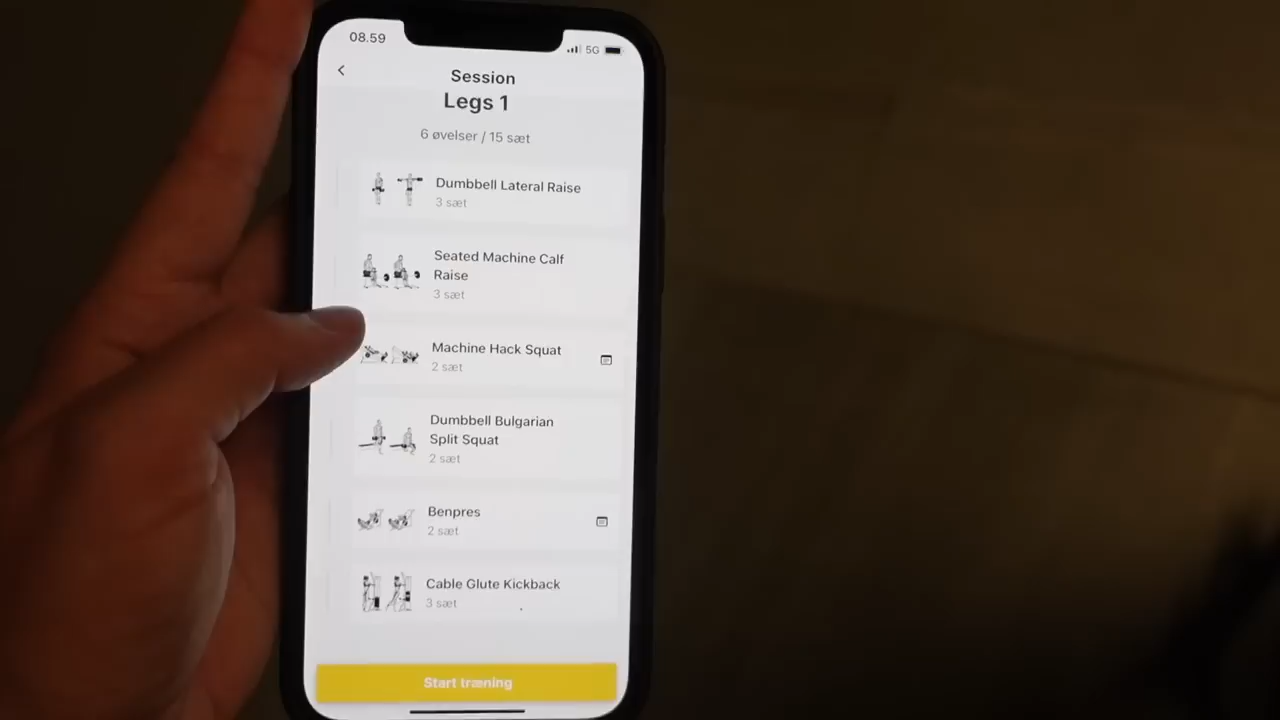 08.59
5G
Session
Legs 1
6 øvelser / 15 sæt
Dumbbell Lateral Raise
3 sæt
Seated Machine Calf
Raise
3 sæt
Machine Hack Squat
2 sæt
Dumbbell Bulgarian
Split Squat
2 sæt
Benpres
2 sæt
Cable Glute Kickback
3 sæt
Start træning